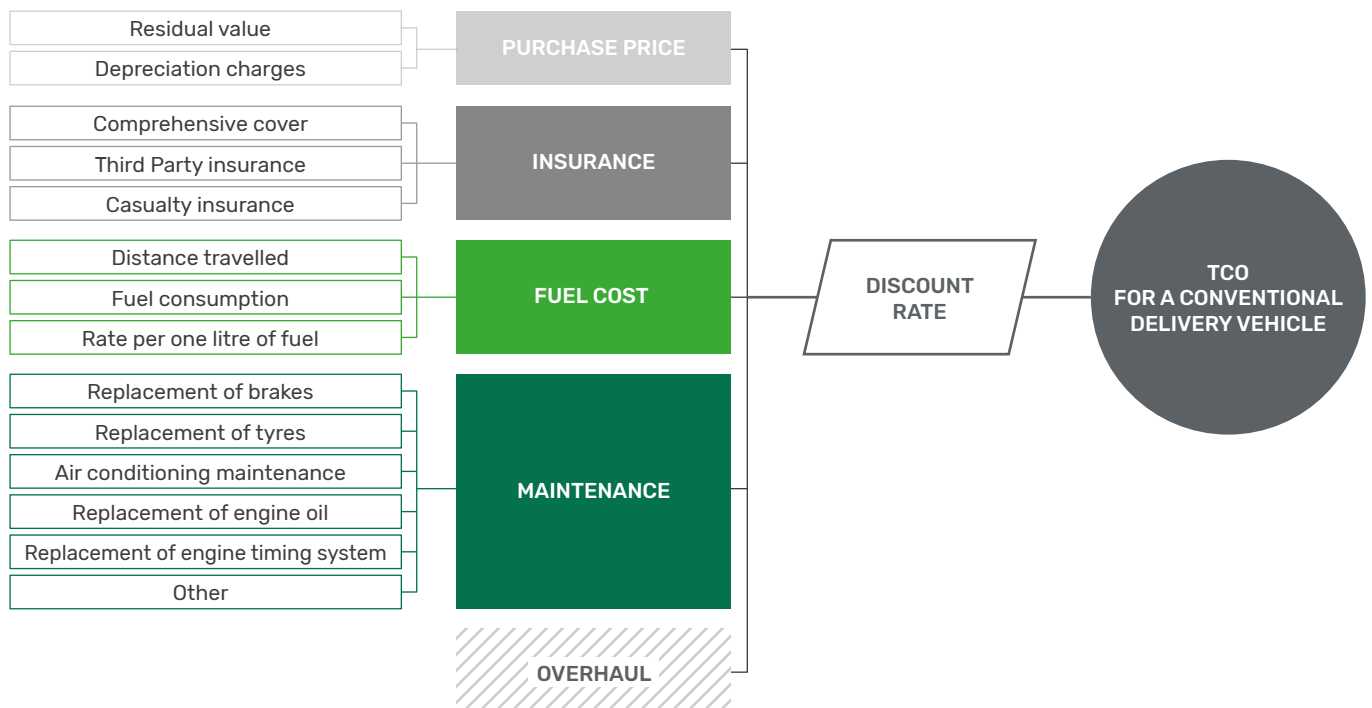 Residual value
Depreciation charges
PURCHASE PRICE
Comprehensive cover
Third Party insurance
Casualty insurance
INSURANCE
Distance travelled
Fuel consumption
Rate per one litre of fuel
FUEL COST
Replacement of brakes
Replacement of tyres
Air conditioning maintenance
Replacement of engine oil
Replacement of engine timing system
Other
MAINTENANCE
OVERHAUL
DISCOUNT
RATE
TCO
FOR A CONVENTIONAL
DELIVERY VEHICLE